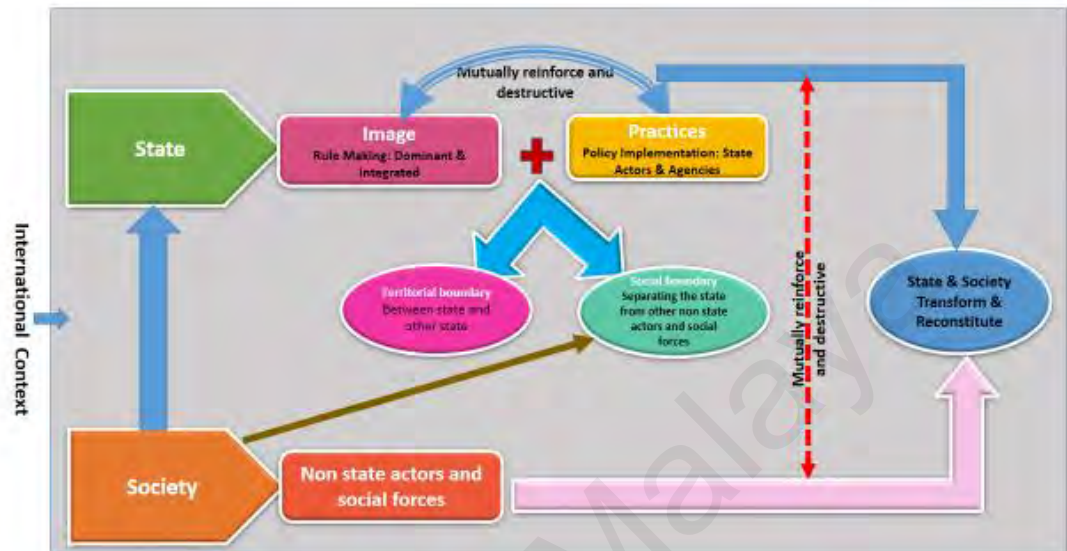 Mutually reinforce and
destructive
State
Image
Rule Making: Dominant &
Integrated
Practices
Policy Implementation: State
Actors & Agencies
International Context
Territorial boundary
Between state and
other state
Social boundary
Separating the state
from other non state
actors and social
forces
Mutually reinforce
and destructive
State & Society
Transform &
Reconstitute
Society
Non state actors and
social forces
Malaya